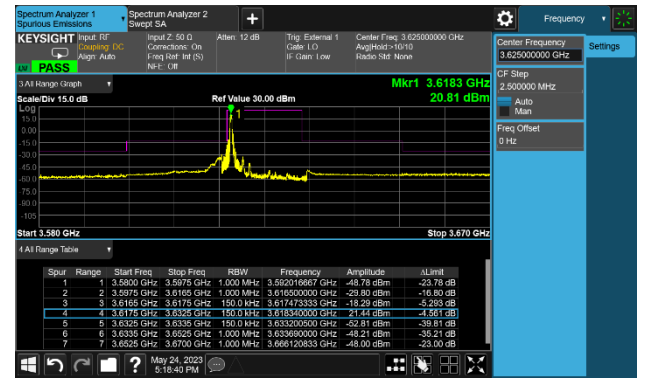 Spectrum Analyzer 1
Spurious Emissions
Spectrum Analyzer 2
Swept SA
Frequency
KEYSIGHT
Input: RF
Coupling: DC
Align: Auto
Input Z: 50 Ω
Corrections: On
Freq Ref: Int (S)
NFE: Off
Atten: 12 dB
Trig: External 1
Gate: LO
IF Gain: Low
Center Freq: 3.625000000 GHz
Avg|Hold:>10/10
Radio Std: None
PASS
3 All Range Graph
Mkr1 3.6183 GHz
Scale/Div 15.0 dB
Ref Value 30.00 dBm
20.81 dBm
Log
15.0
0.00
-15.0
-30.0
-45.0
-60.0
-75.0
-90.0
-105
1
Start 3.580 GHz
Stop 3.670 GHz
4 All Range Table
Spur Range Start Freq Stop Freq RBW Frequency Amplitude ΔLimit
1 1 3.5800 GHz 3.5975 GHz 1.000 MHz 3.592016667 GHz -48.78 dBm -23.78 dB
2 2 3.5975 GHz 3.6165 GHz 1.000 MHz 3.616500000 GHz -29.80 dBm -16.80 dB
3 3 3.6165 GHz 3.6175 GHz 150.0 kHz 3.617473333 GHz -18.29 dBm -5.293 dB
4 4 3.6175 GHz 3.6325 GHz 150.0 kHz 3.618340000 GHz 21.44 dBm -4.561 dB
5 5 3.6325 GHz 3.6335 GHz 150.0 kHz 3.633200500 GHz -52.81 dBm -39.81 dB
6 6 3.6335 GHz 3.6525 GHz 1.000 MHz 3.633690000 GHz -48.21 dBm -35.21 dB
7 7 3.6525 GHz 3.6700 GHz 1.000 MHz 3.666120833 GHz -48.00 dBm -23.00 dB
May 24, 2023
5:18:40 PM
Center Frequency
3.625000000 GHz
Settings
CF Step
2.500000 MHz
Auto
Man
Freq Offset
0 Hz